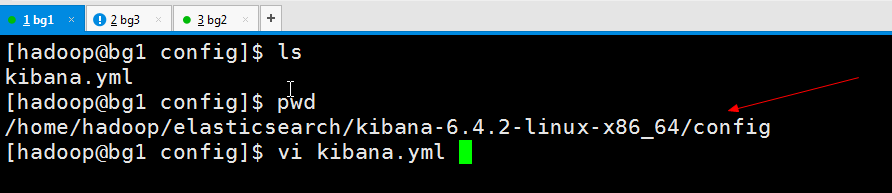 1 bg1 × 2 bg3 × 3 bg2 × +
[hadoop@bg1 config]$ ls
kibana.yml
[hadoop@bg1 config]$ pwd
/home/hadoop/elasticsearch/kibana-6.4.2-linux-x86_64/config
[hadoop@bg1 config]$ vi kibana.yml